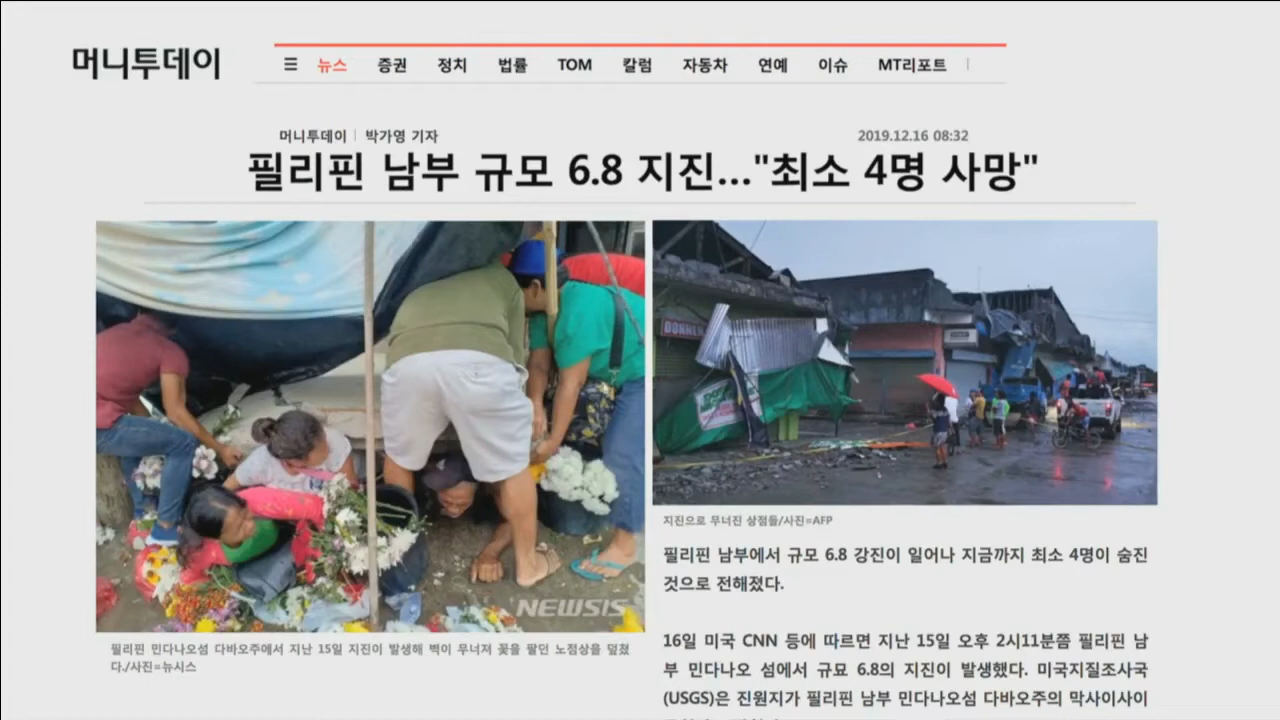 머니투데이
☰ 뉴스 증권 정치 법률 TOM 칼럼 자동차 연예 이슈 MT리포트
머니투데이 | 박가영 기자 2019.12.16 08:32
필리핀 남부 규모 6.8 지진..."최소 4명 사망"
DONNE
NEWSIS
필리핀 민다나오섬 다바오주에서 지난 15일 지진이 발생해 벽이 무너져 꽃을 팔던 노점상을 덮쳤
다./사진=뉴시스
지진으로 무너진 상점들/사진=AFP
필리핀 남부에서 규모 6.8 강진이 일어나 지금까지 최소 4명이 숨진
것으로 전해졌다.
16일 미국 CNN 등에 따르면 지난 15일 오후 2시11분쯤 필리핀 남
부 민다나오 섬에서 규묘 6.8의 지진이 발생했다. 미국지질조사국
(USGS)은 진원지가 필리핀 남부 민다나오섬 다바오주의 막사이사이